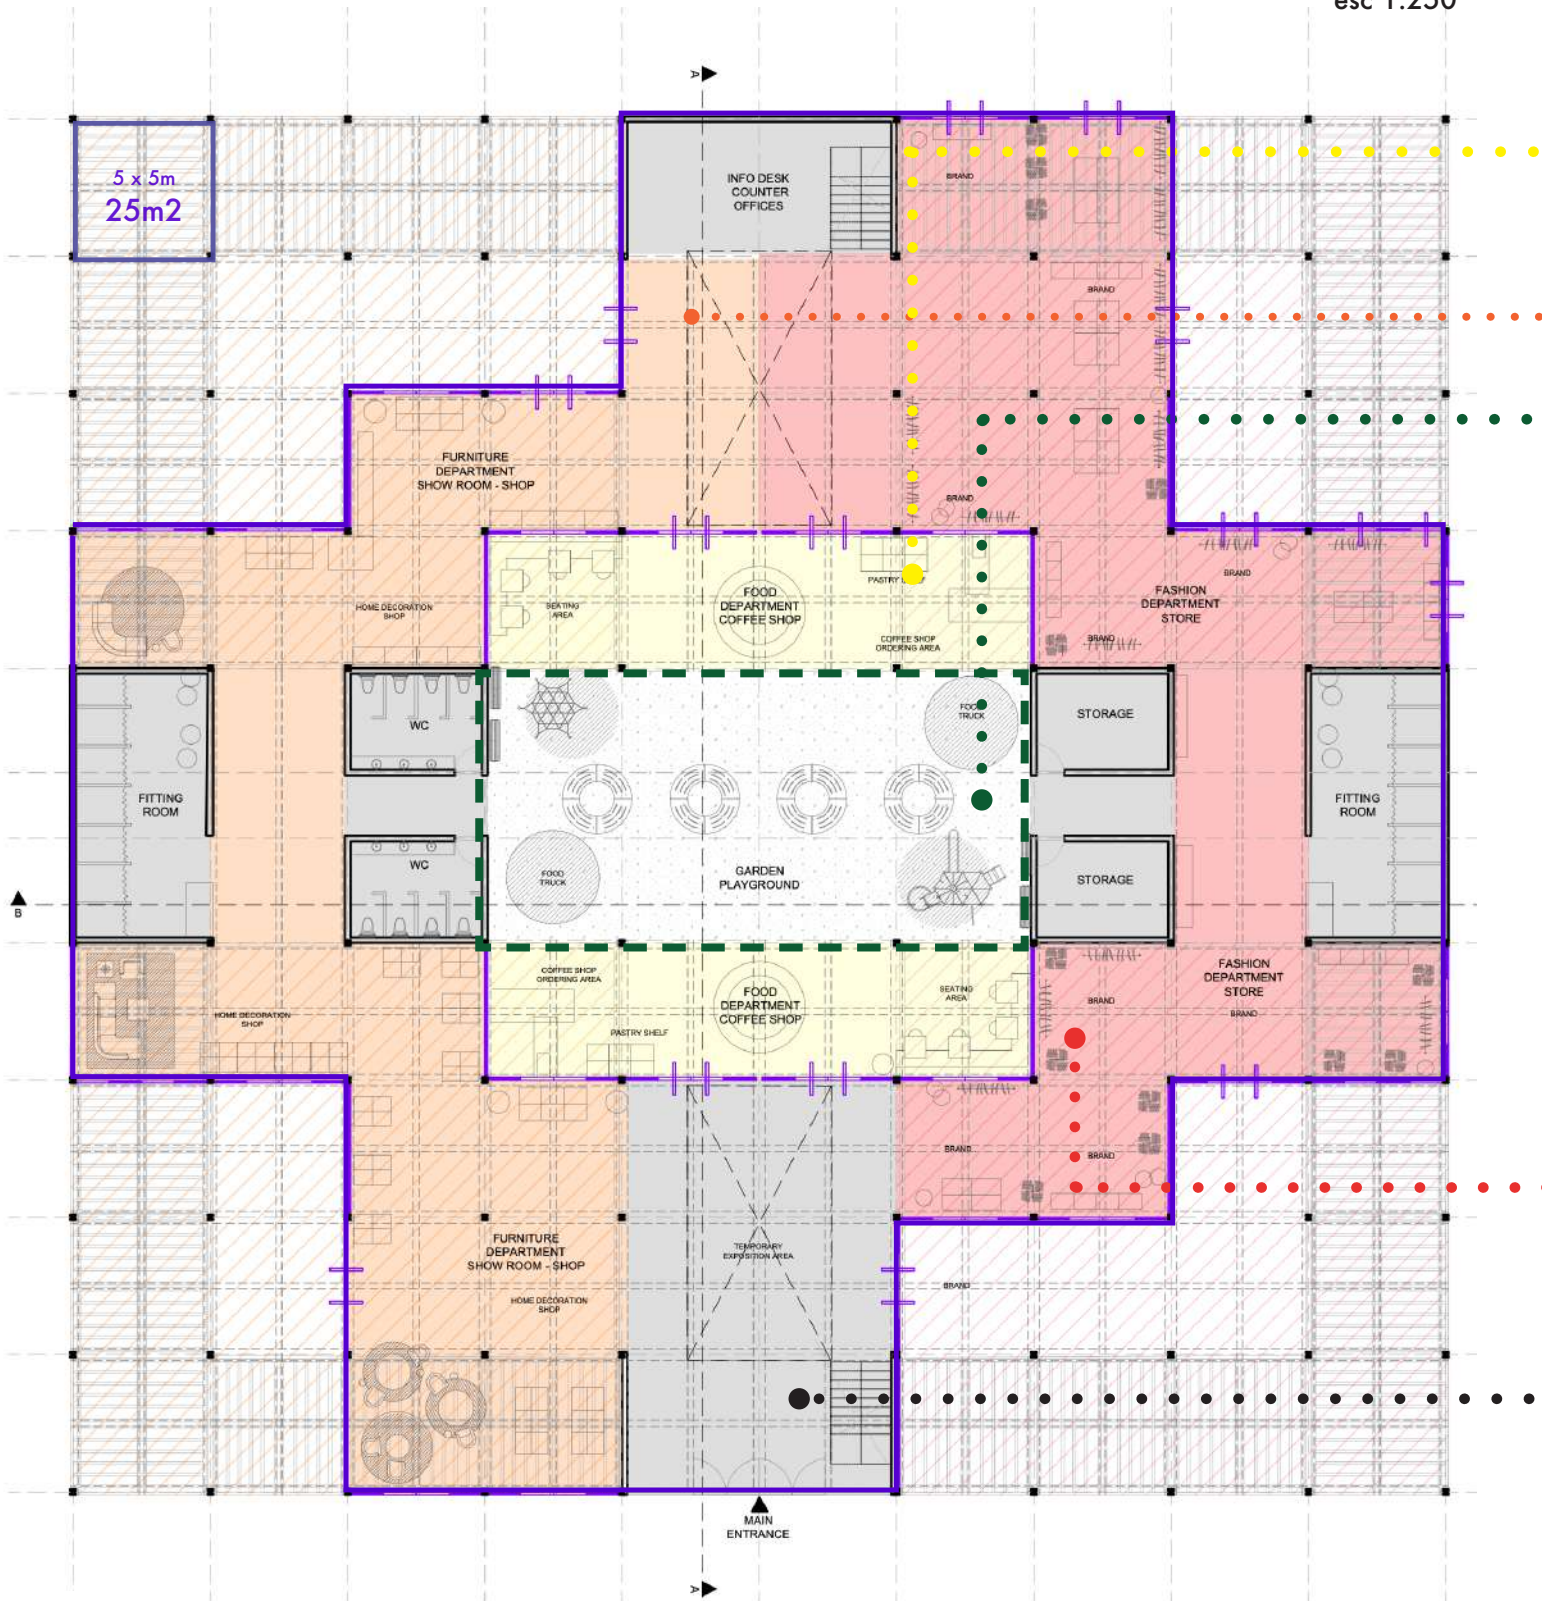 esc 1:250
A
5 x 5m
25m2
INFO DESK
COUNTER
OFFICES
BRAND
BRAND
FURNITURE
DEPARTMENT
SHOW ROOM - SHOP
BRAND
HOME DECORATION
SHOP
SEATING
AREA
FOOD
DEPARTMENT
COFFEE SHOP
COFFEE SHOP
ORDERING AREA
BRAND
FASHION
DEPARTMENT
STORE
BRAND
WC
FOOD
TRUCK
STORAGE
FITTING
ROOM
FITTING
ROOM
WC
FOOD
TRUCK
GARDEN
PLAYGROUND
STORAGE
B
COFFEE SHOP
ORDERING AREA
FOOD
DEPARTMENT
COFFEE SHOP
SEATING
AREA
FASHION
DEPARTMENT
STORE
BRAND
BRAND
HOME DECORATION
SHOP
PASTRY SHELF
BRAND
BRAND
FURNITURE
DEPARTMENT
SHOW ROOM - SHOP
TEMPORARY
EXPOSITION AREA
BRAND
HOME DECORATION
SHOP
MAIN
ENTRANCE
A